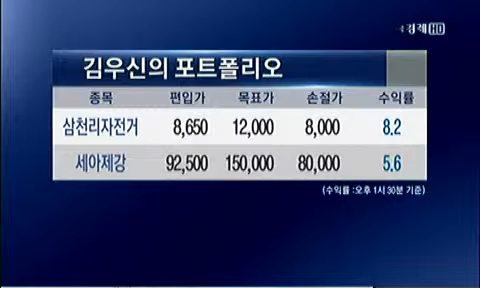 경제HD
김우신의 포트폴리오
종목 편입가 목표가 손절가 수익률
삼천리자전거 8,650 12,000 8,000 8.2
세아제강 92,500 150,000 80,000 5.6
(수익률 :오후 1시 30분 기준)